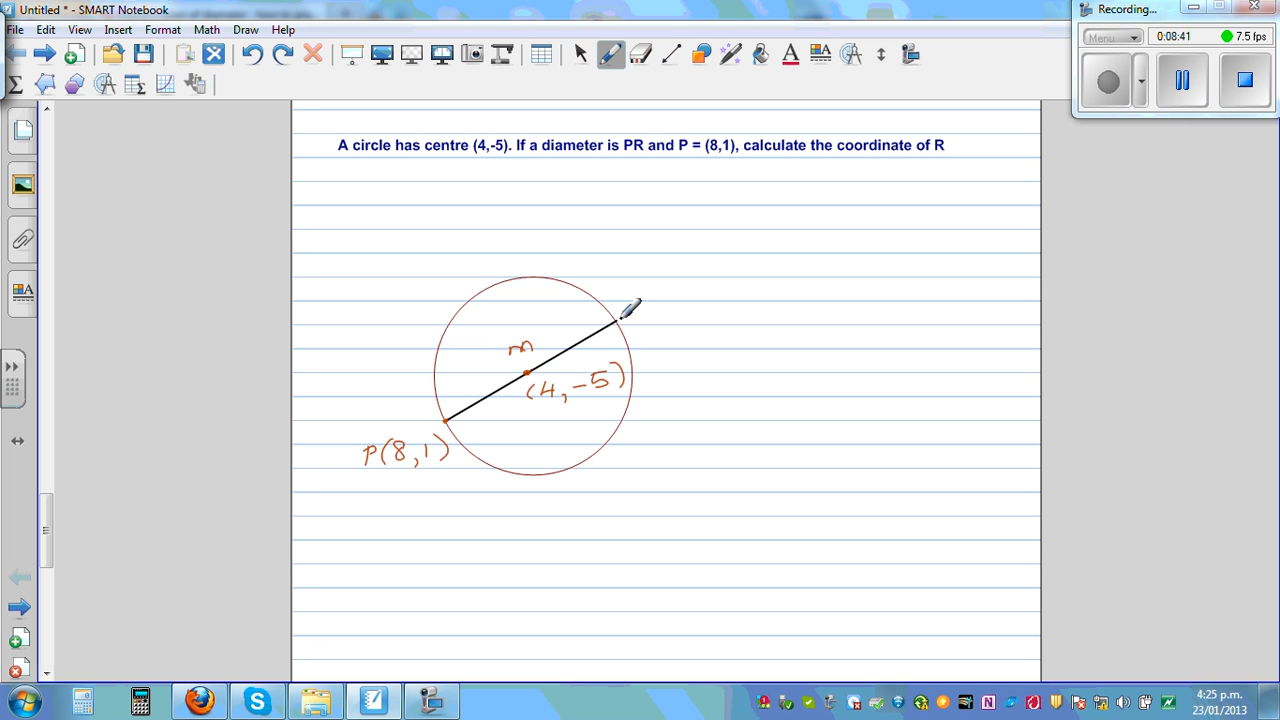 Untitled * - SMART Notebook
Recording...
File Edit View Insert Format Math Draw Help
Menu
0:08:41
7.5 fps
A circle has centre (4,-5). If a diameter is PR and P = (8,1), calculate the coordinate of R
m
(4,-5)
P(8,1)
4:25 p.m.
23/01/2013